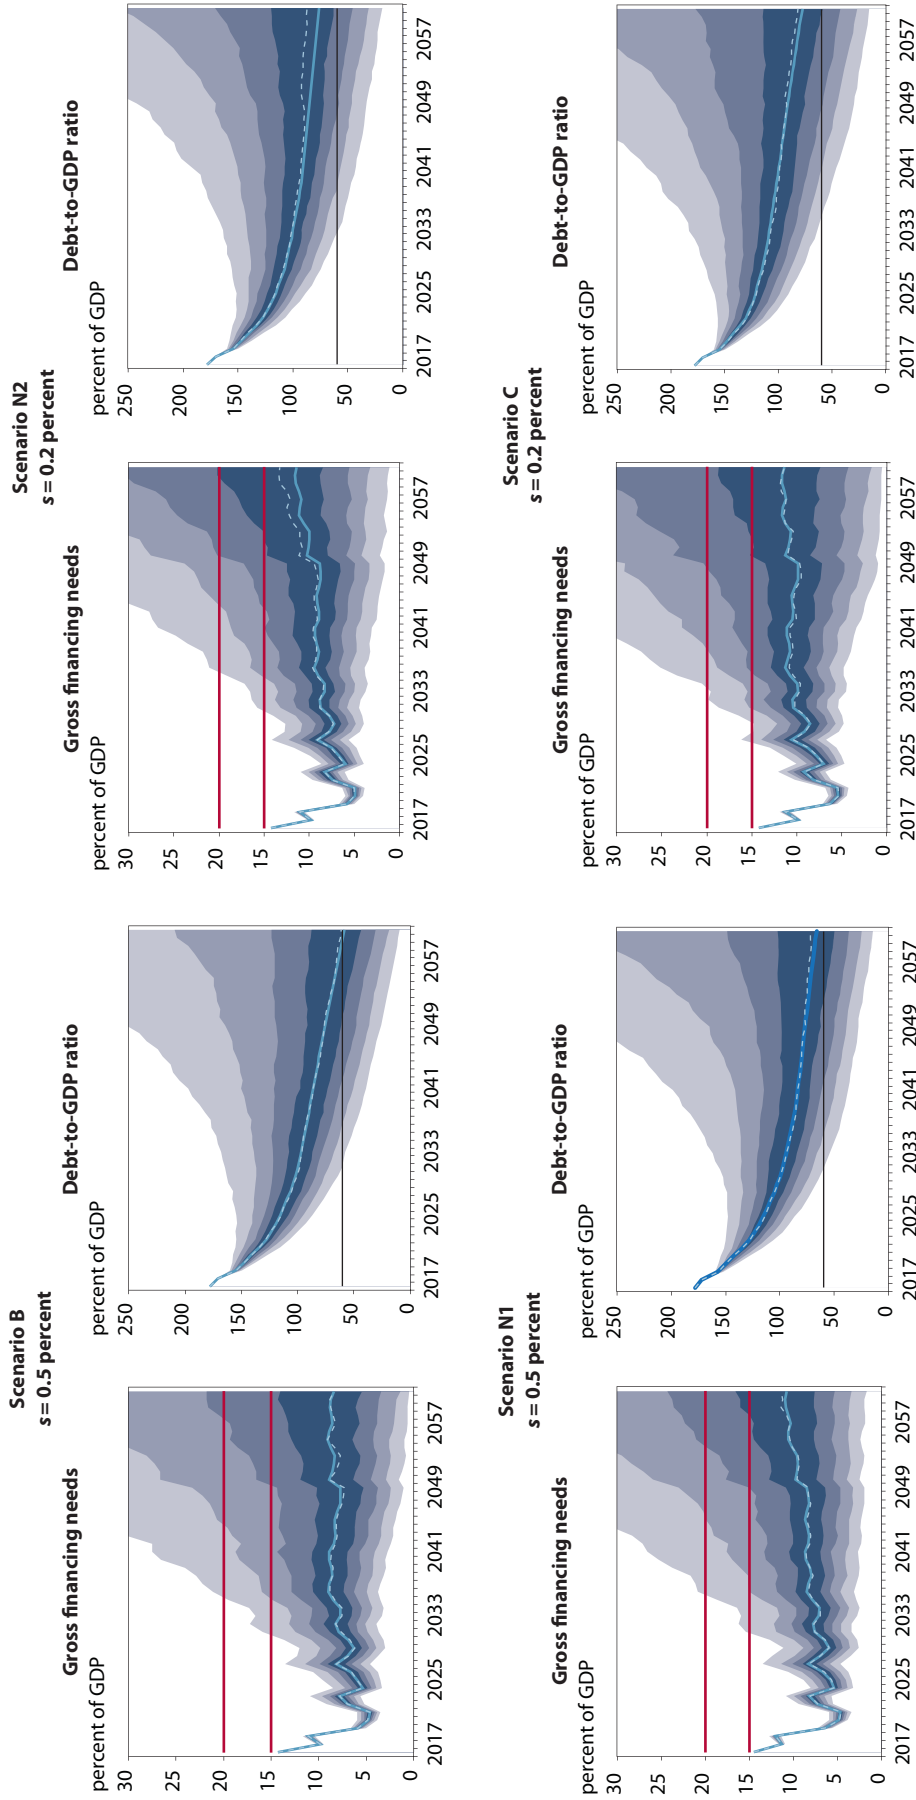 Scenario B
s = 0.5 percent
Gross financing needs
percent of GDP
30
25
20
15
10
5
0
2017 2025 2033 2041 2049 2057
Debt-to-GDP ratio
percent of GDP
250
200
150
100
50
0
2017 2025 2033 2041 2049 2057
Scenario N2
s = 0.2 percent
Gross financing needs
percent of GDP
30
25
20
15
10
5
0
2017 2025 2033 2041 2049 2057
Debt-to-GDP ratio
percent of GDP
250
200
150
100
50
0
2017 2025 2033 2041 2049 2057
Scenario N1
s = 0.5 percent
Gross financing needs
percent of GDP
30
25
20
15
10
5
0
2017 2025 2033 2041 2049 2057
Debt-to-GDP ratio
percent of GDP
250
200
150
100
50
0
2017 2025 2033 2041 2049 2057
Scenario C
s = 0.2 percent
Gross financing needs
percent of GDP
30
25
20
15
10
5
0
2017 2025 2033 2041 2049 2057
Debt-to-GDP ratio
percent of GDP
250
200
150
100
50
0
2017 2025 2033 2041 2049 2057